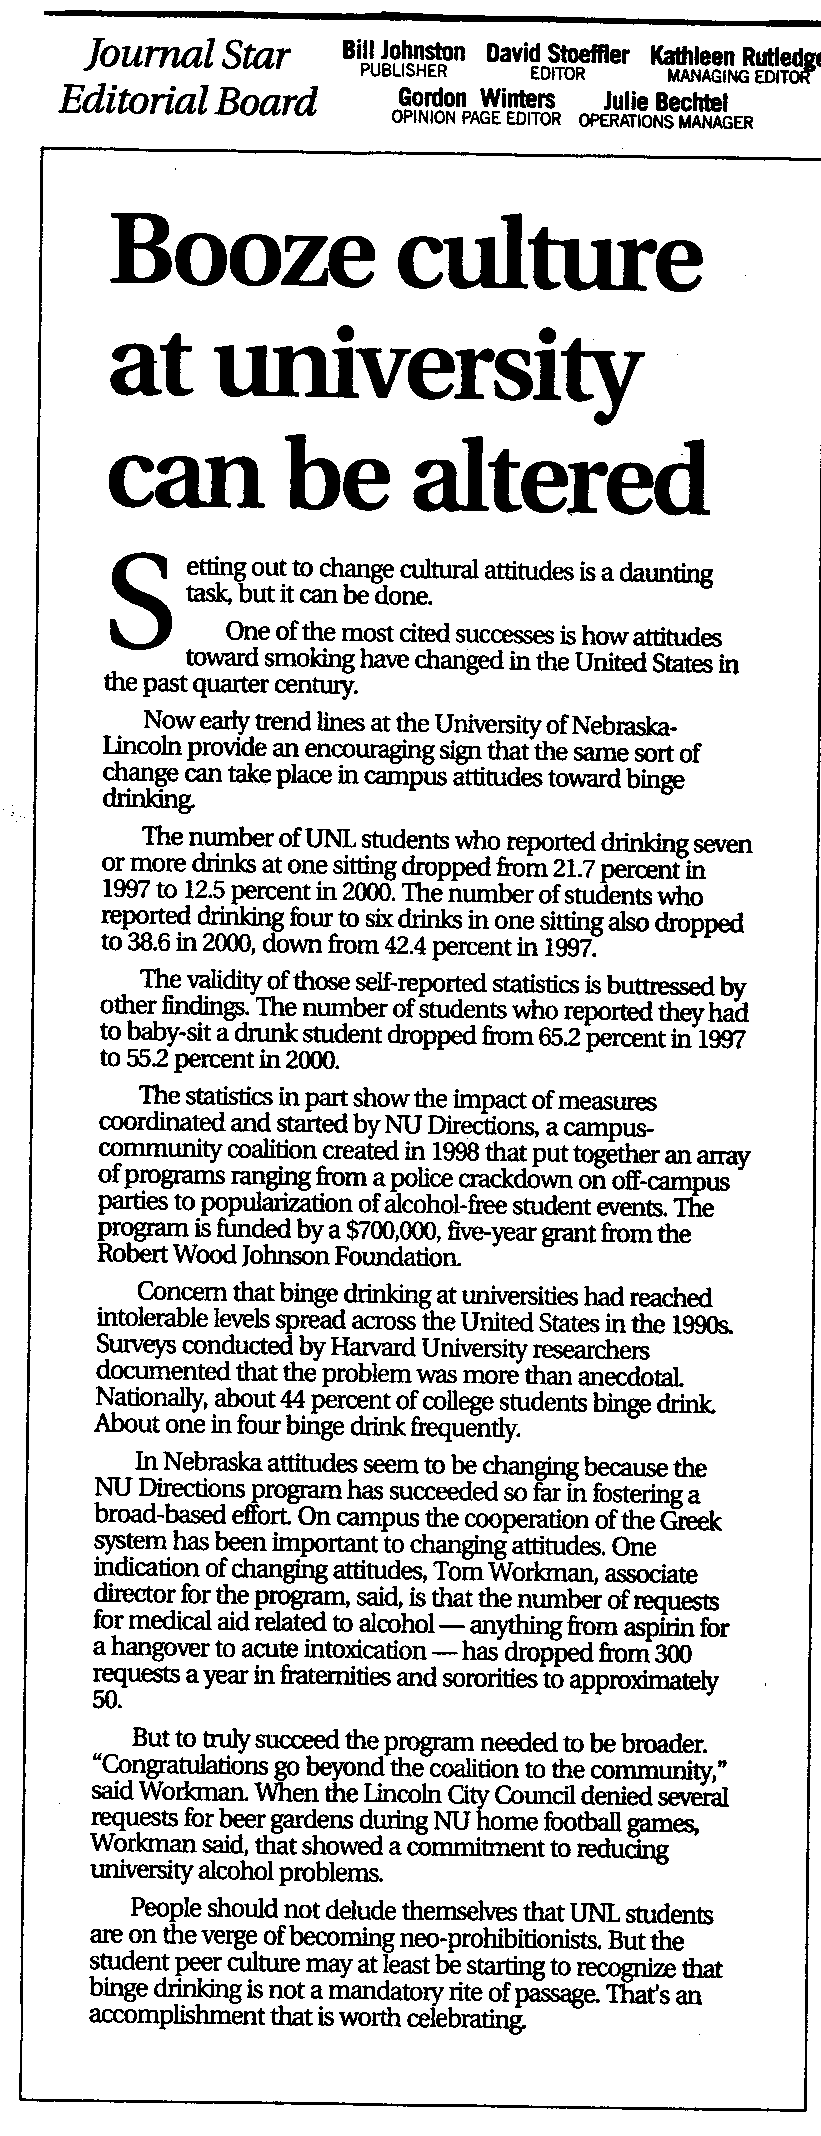 Journal Star
Editorial Board
Bill Johnston
PUBLISHER
David Stoeffler
EDITOR
Kathleen Rutledge
MANAGING EDITOR
Gordon Winters
OPINION PAGE EDITOR
Julie Bechtel
OPERATIONS MANAGER
Booze culture
at university
can be altered
Setting out to change cultural attitudes is a daunting
task, but it can be done.
One of the most cited successes is how attitudes
toward smoking have changed in the United States in
the past quarter century.
Now early trend lines at the University of Nebraska-
Lincoln provide an encouraging sign that the same sort of
change can take place in campus attitudes toward binge
drinking.
The number of UNL students who reported drinking seven
or more drinks at one sitting dropped from 21.7 percent in
1997 to 12.5 percent in 2000. The number of students who
reported drinking four to six drinks in one sitting also dropped
to 38.6 in 2000, down from 42.4 percent in 1997.
The validity of those self-reported statistics is buttressed by
other findings. The number of students who reported they had
to baby-sit a drunk student dropped from 65.2 percent in 1997
to 55.2 percent in 2000.
The statistics in part show the impact of measures
coordinated and started by NU Directions, a campus-
community coalition created in 1998 that put together an array
of programs ranging from a police crackdown on off-campus
parties to popularization of alcohol-free student events. The
program is funded by a $700,000, five-year grant from the
Robert Wood Johnson Foundation.
Concern that binge drinking at universities had reached
intolerable levels spread across the United States in the 1990s.
Surveys conducted by Harvard University researchers
documented that the problem was more than anecdotal.
Nationally, about 44 percent of college students binge drink.
About one in four binge drink frequently.
In Nebraska attitudes seem to be changing because the
NU Directions program has succeeded so far in fostering a
broad-based effort. On campus the cooperation of the Greek
system has been important to changing attitudes. One
indication of changing attitudes, Tom Workman, associate
director for the program, said, is that the number of requests
for medical aid related to alcohol — anything from aspirin for
a hangover to acute intoxication — has dropped from 300
requests a year in fraternities and sororities to approximately
50.
But to truly succeed the program needed to be broader.
“Congratulations go beyond the coalition to the community,”
said Workman. When the Lincoln City Council denied several
requests for beer gardens during NU home football games,
Workman said, that showed a commitment to reducing
university alcohol problems.
People should not delude themselves that UNL students
are on the verge of becoming neo-prohibitionists. But the
student peer culture may at least be starting to recognize that
binge drinking is not a mandatory rite of passage. That's an
accomplishment that is worth celebrating.